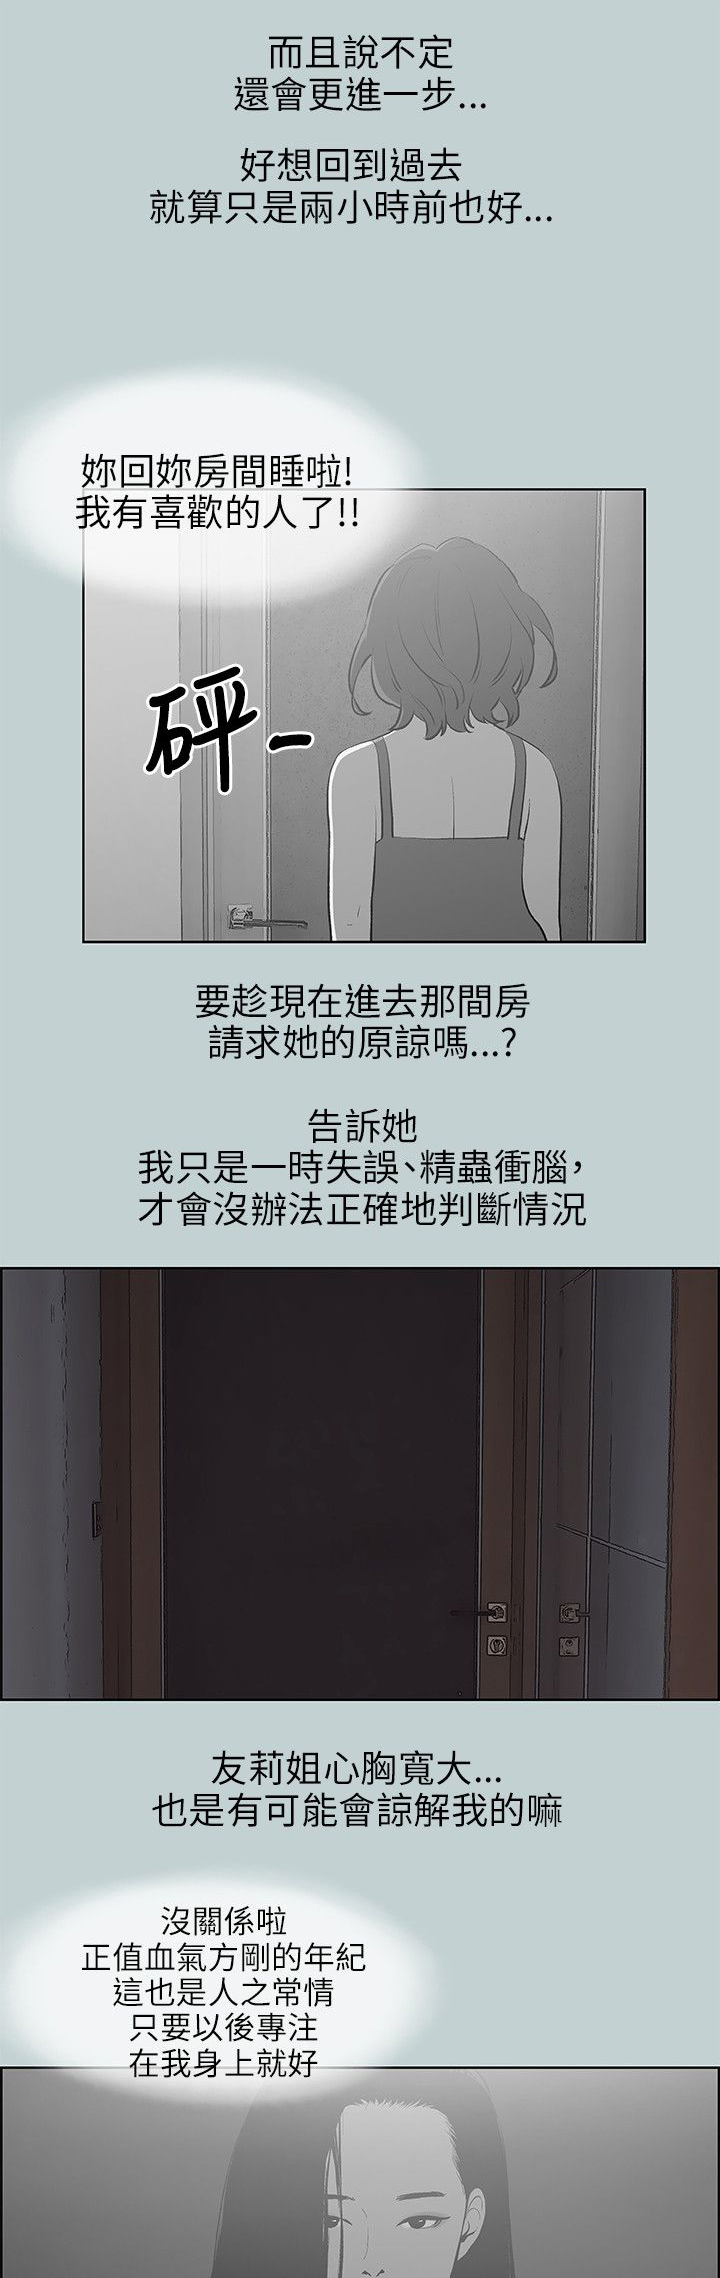 而且說不定
還會更進一步...
好想回到過去
就算只是兩小時前也好...
妳回妳房間睡啦!
我有喜歡的人了!!
砰-
要趁現在進去那間房
請求她的原諒嗎...?
告訴她
我只是一時失誤、精蟲衝腦，
才會沒辦法正確地判斷情況
友莉姐心胸寬大...
也是有可能會諒解我的嘛
沒關係啦
正值血氣方剛的年紀
這也是人之常情
只要以後專注
在我身上就好